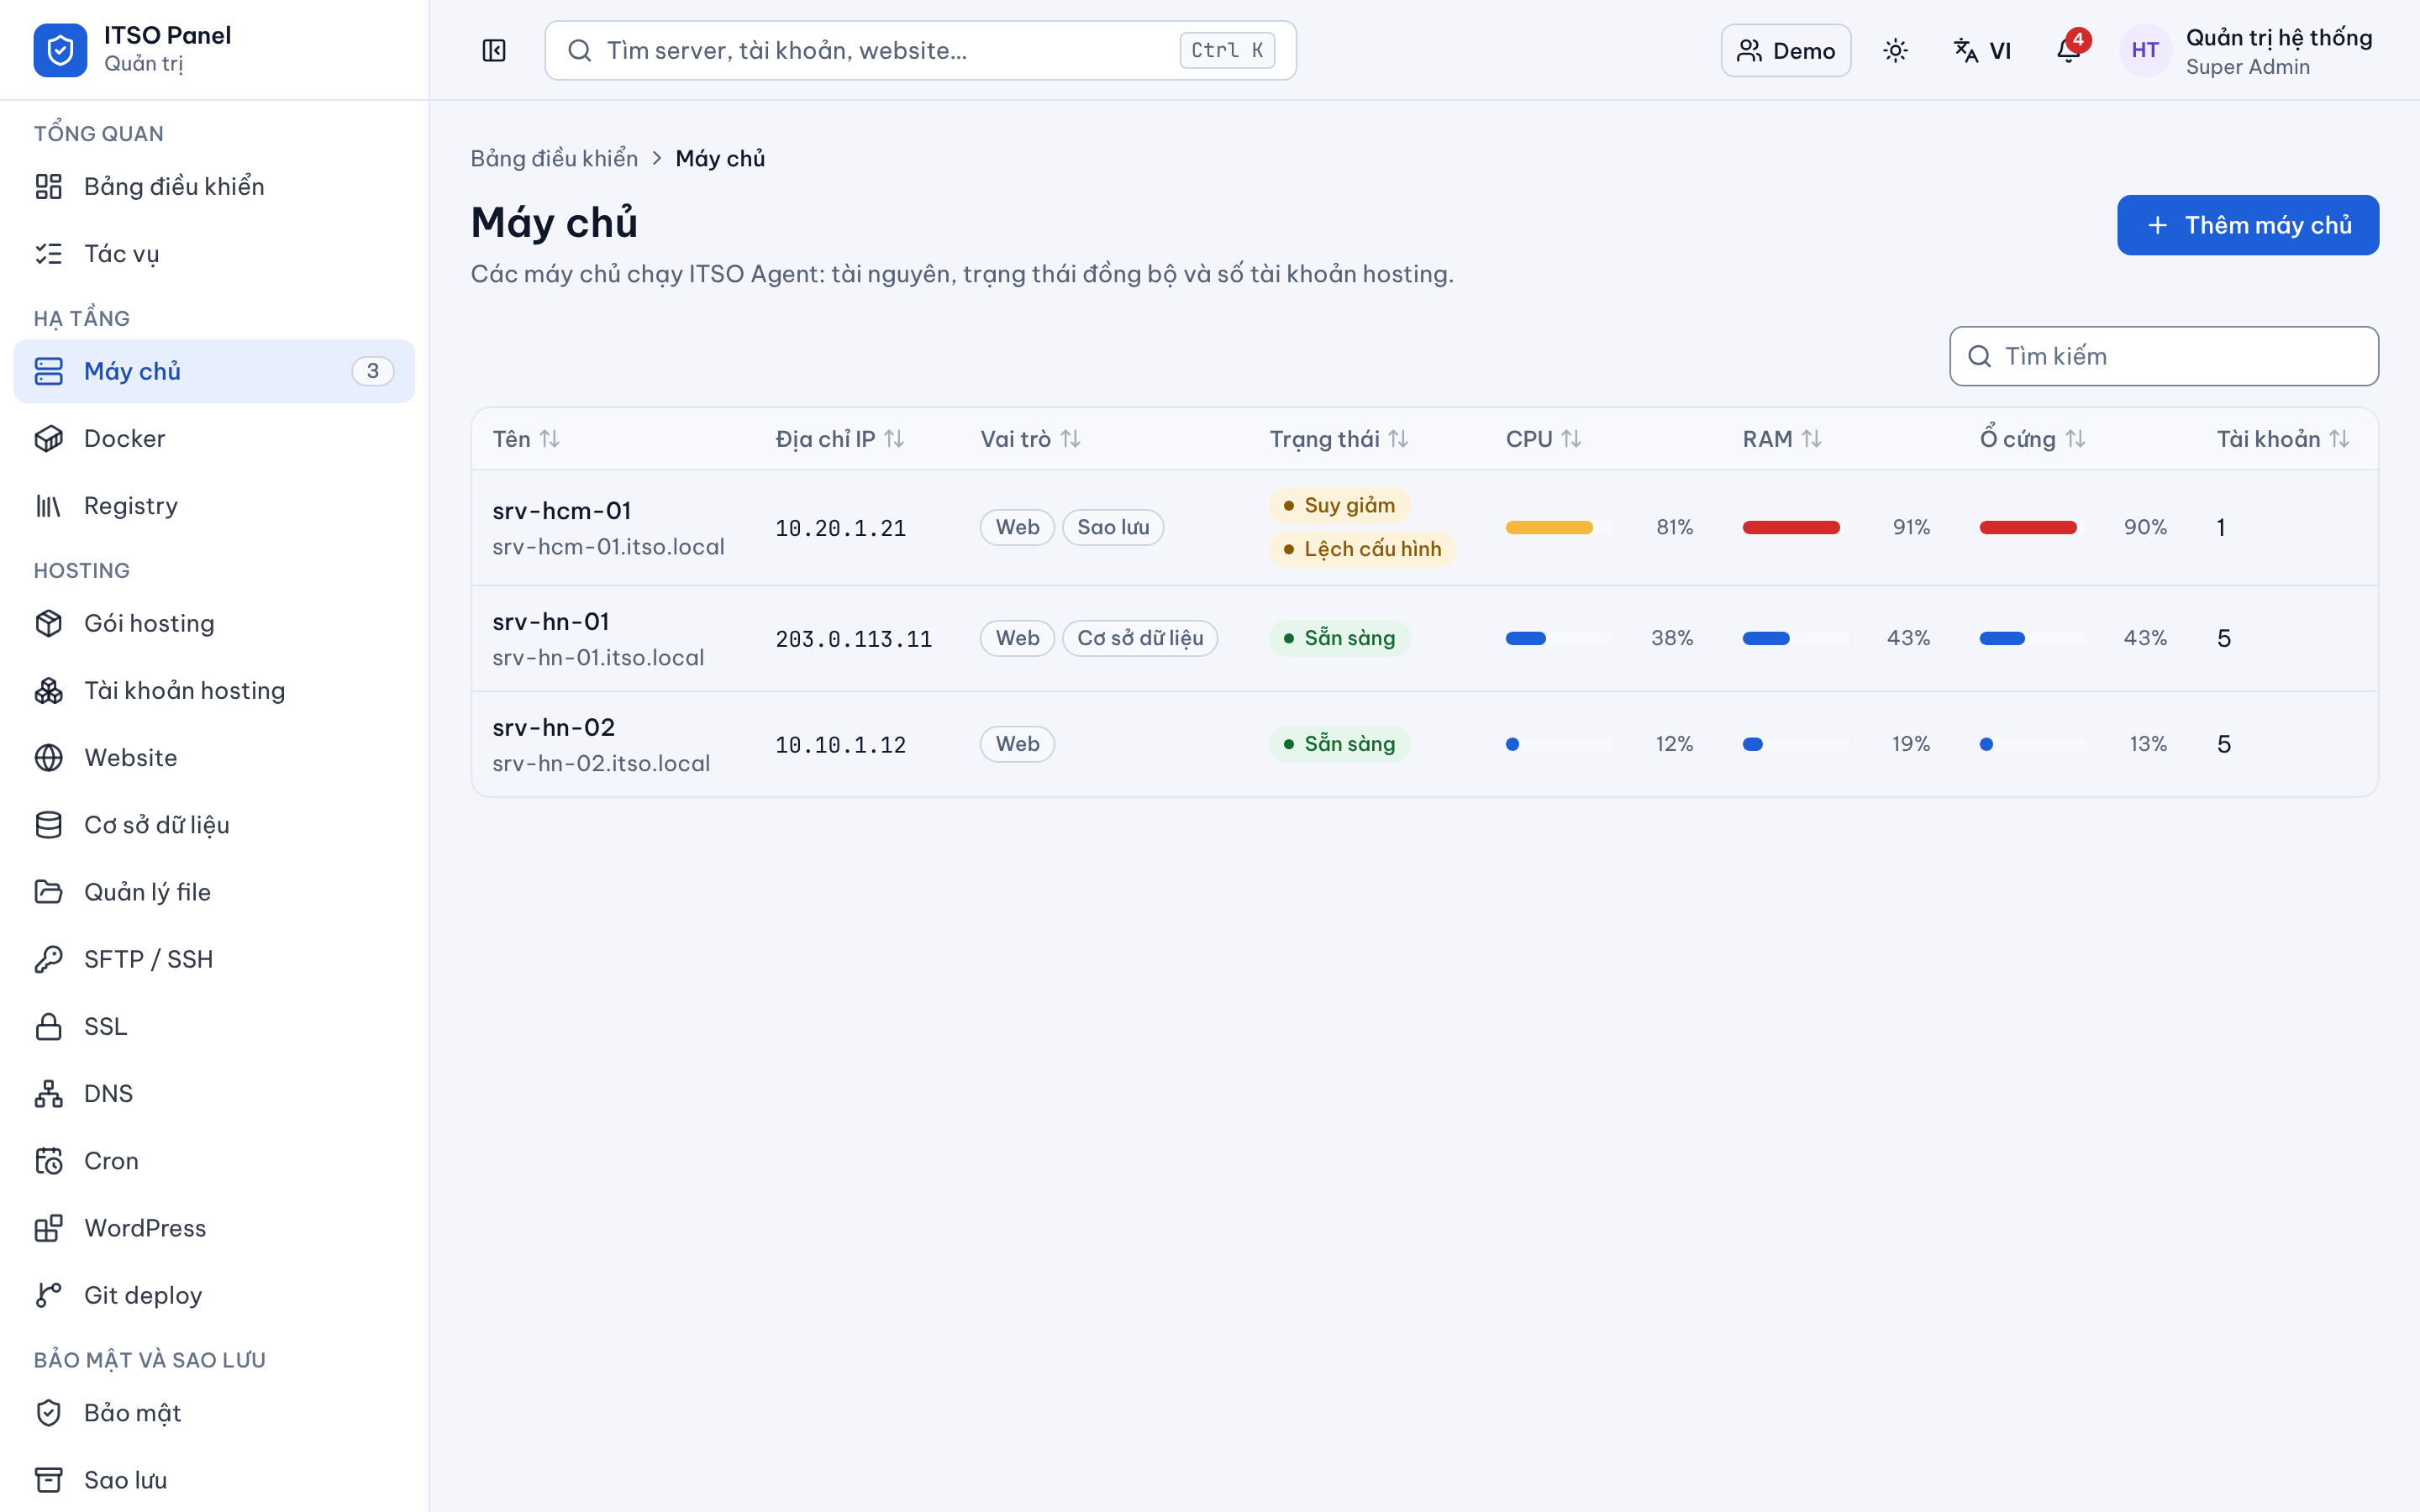 ITSO Panel
Quản trị
Tìm server, tài khoản, website...
Ctrl K
Demo
VI
4
HT
Quản trị hệ thống
Super Admin
TỔNG QUAN
Bảng điều khiển
Tác vụ
HẠ TẦNG
Máy chủ 3
Docker
Registry
HOSTING
Gói hosting
Tài khoản hosting
Website
Cơ sở dữ liệu
Quản lý file
SFTP / SSH
SSL
DNS
Cron
WordPress
Git deploy
BẢO MẬT VÀ SAO LƯU
Bảo mật
Sao lưu
Bảng điều khiển > Máy chủ
Máy chủ
Thêm máy chủ
Các máy chủ chạy ITSO Agent: tài nguyên, trạng thái đồng bộ và số tài khoản hosting.
Tìm kiếm
Tên Địa chỉ IP Vai trò Trạng thái CPU RAM Ổ cứng Tài khoản
srv-hcm-01
srv-hcm-01.itso.local
10.20.1.21
Web Sao lưu
Suy giảm
Lệch cấu hình
81% 91% 90% 1
srv-hn-01
srv-hn-01.itso.local
203.0.113.11
Web Cơ sở dữ liệu
Sẵn sàng
38% 43% 43% 5
srv-hn-02
srv-hn-02.itso.local
10.10.1.12
Web
Sẵn sàng
12% 19% 13% 5